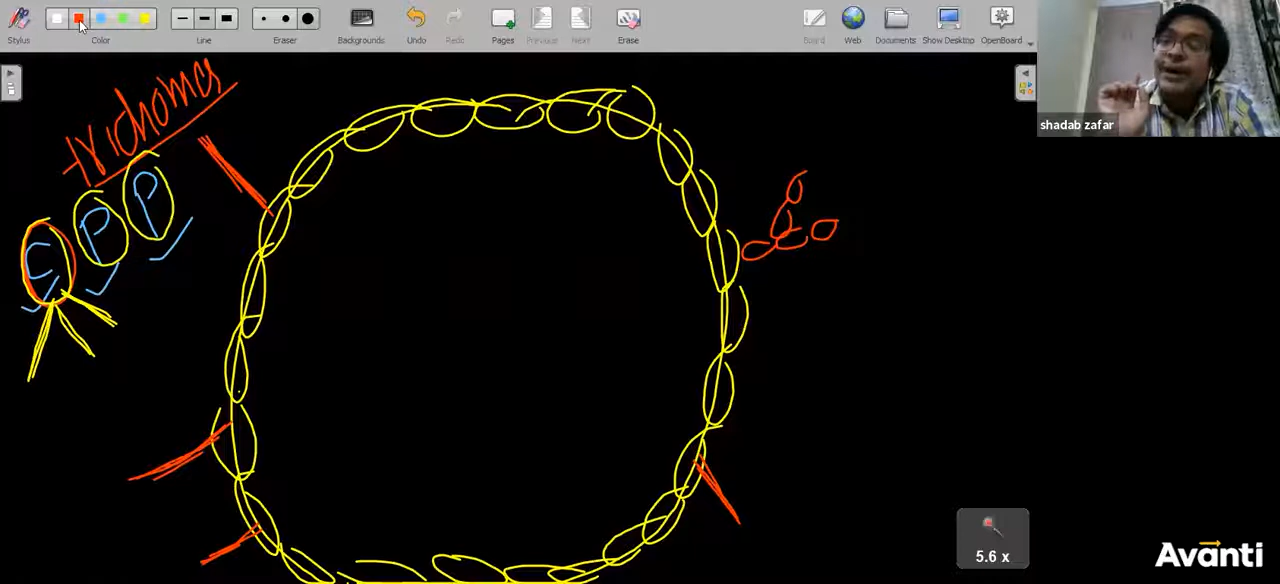 Stylus
Color
Line
Eraser
Backgrounds
Undo
Redo
Pages
Previous
Next
Erase
Board
Web
Documents
Show Desktop
OpenBoard
shadab zafar
trichomes
C P P
5.6 x
Avanti